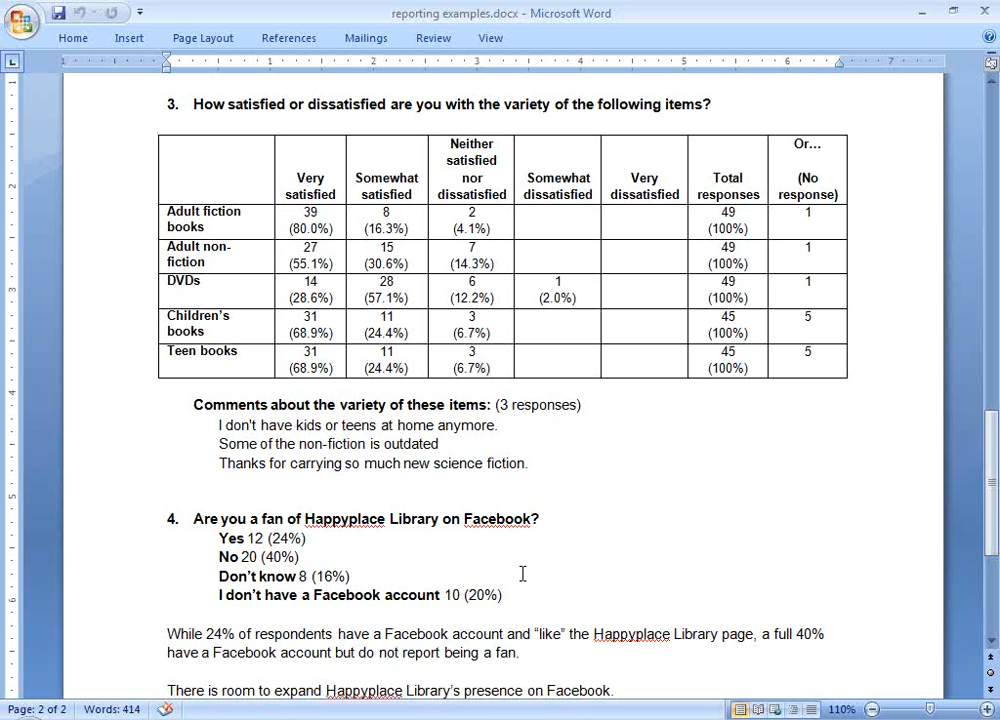 reporting examples.docx - Microsoft Word
Home Insert Page Layout References Mailings Review View
1 1 2 3 4 5 6 7
3. How satisfied or dissatisfied are you with the variety of the following items?
Very satisfied Somewhat satisfied Neither satisfied nor dissatisfied Somewhat dissatisfied Very dissatisfied Total responses Or... (No response)
Adult fiction books 39 (80.0%) 8 (16.3%) 2 (4.1%) 49 (100%) 1
Adult non-fiction 27 (55.1%) 15 (30.6%) 7 (14.3%) 49 (100%) 1
DVDs 14 (28.6%) 28 (57.1%) 6 (12.2%) 1 (2.0%) 49 (100%) 1
Children's books 31 (68.9%) 11 (24.4%) 3 (6.7%) 45 (100%) 5
Teen books 31 (68.9%) 11 (24.4%) 3 (6.7%) 45 (100%) 5
Comments about the variety of these items: (3 responses)
I don't have kids or teens at home anymore.
Some of the non-fiction is outdated
Thanks for carrying so much new science fiction.
4. Are you a fan of Happyplace Library on Facebook?
Yes 12 (24%)
No 20 (40%)
Don't know 8 (16%)
I don't have a Facebook account 10 (20%)
While 24% of respondents have a Facebook account and "like" the Happyplace Library page, a full 40%
have a Facebook account but do not report being a fan.
There is room to expand Happyplace Library's presence on Facebook.
Page: 2 of 2 Words: 414 110%